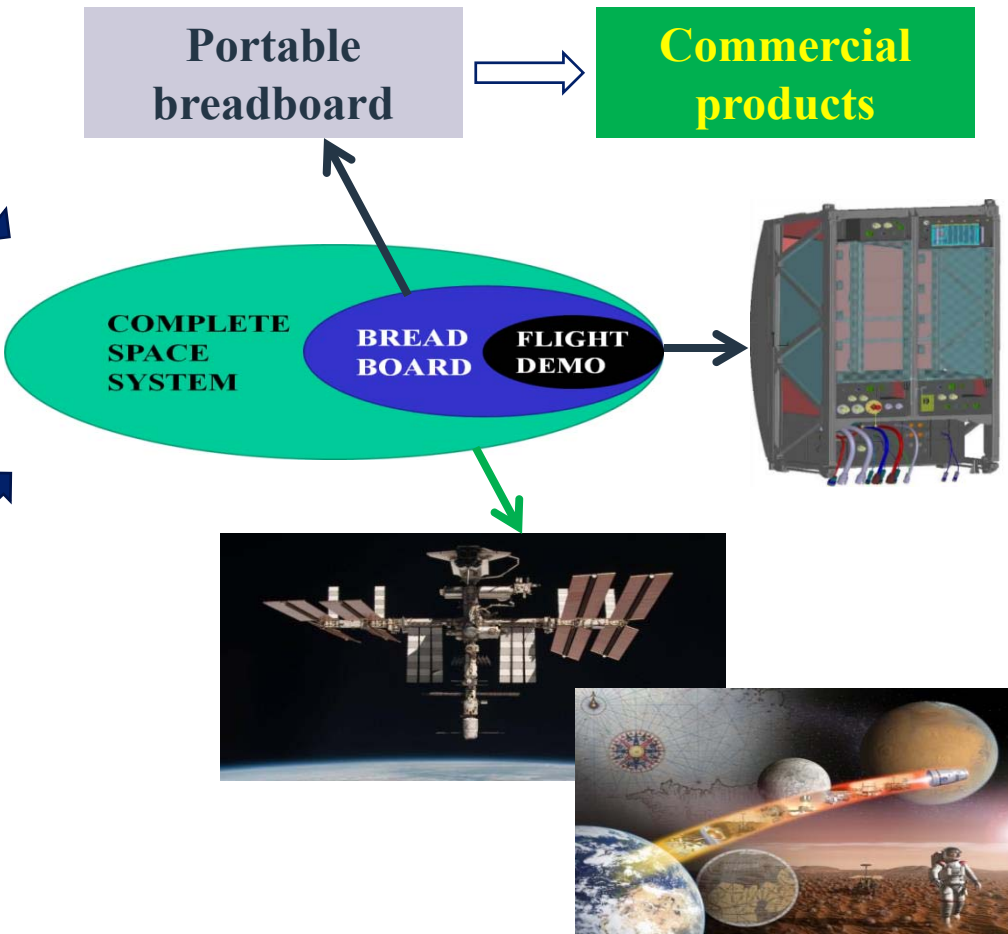 Portable
breadboard
Commercial
products
COMPLETE
SPACE
SYSTEM
BREAD
BOARD
FLIGHT
DEMO